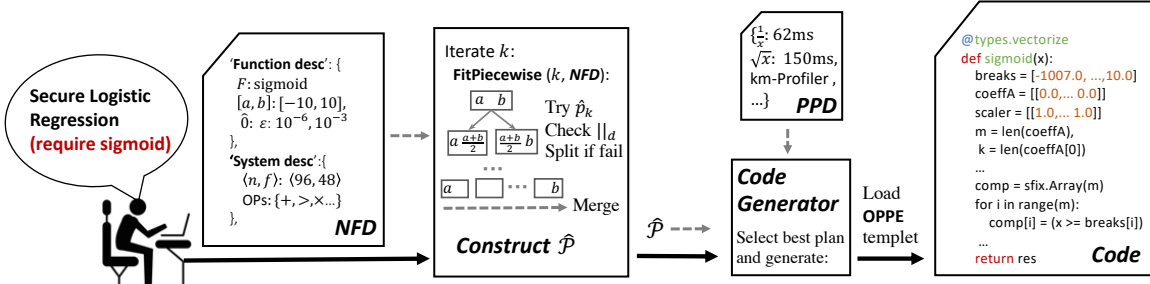 Secure Logistic
Regression
(require sigmoid)
‘Function desc’: {
F: sigmoid
[a, b]: [−10, 10],
0̂: ε: 10⁻⁶, 10⁻³
},
‘System desc’:{
⟨n, f⟩: ⟨96, 48⟩
OPs: {+, >, ×...}
},
NFD
Iterate k:
FitPiecewise (k, NFD):
a b
a (a+b)/2
(a+b)/2 b
Try p̂ₖ
Check ||_d
Split if fail
...
a ... b
Merge
Construct 𝒫̂
𝒫̂
{1/x: 62ms
√x: 150ms,
km-Profiler ,
...}
PPD
Code
Generator
Select best plan
and generate:
Load
OPPE
templet
@types.vectorize
def sigmoid(x):
breaks = [-1007.0, ...,10.0]
coeffA = [[0.0,... 0.0]]
scaler = [[1.0,... 1.0]]
m = len(coeffA),
k = len(coeffA[0])
...
comp = sfix.Array(m)
for i in range(m):
comp[i] = (x >= breaks[i])
...
return res
Code